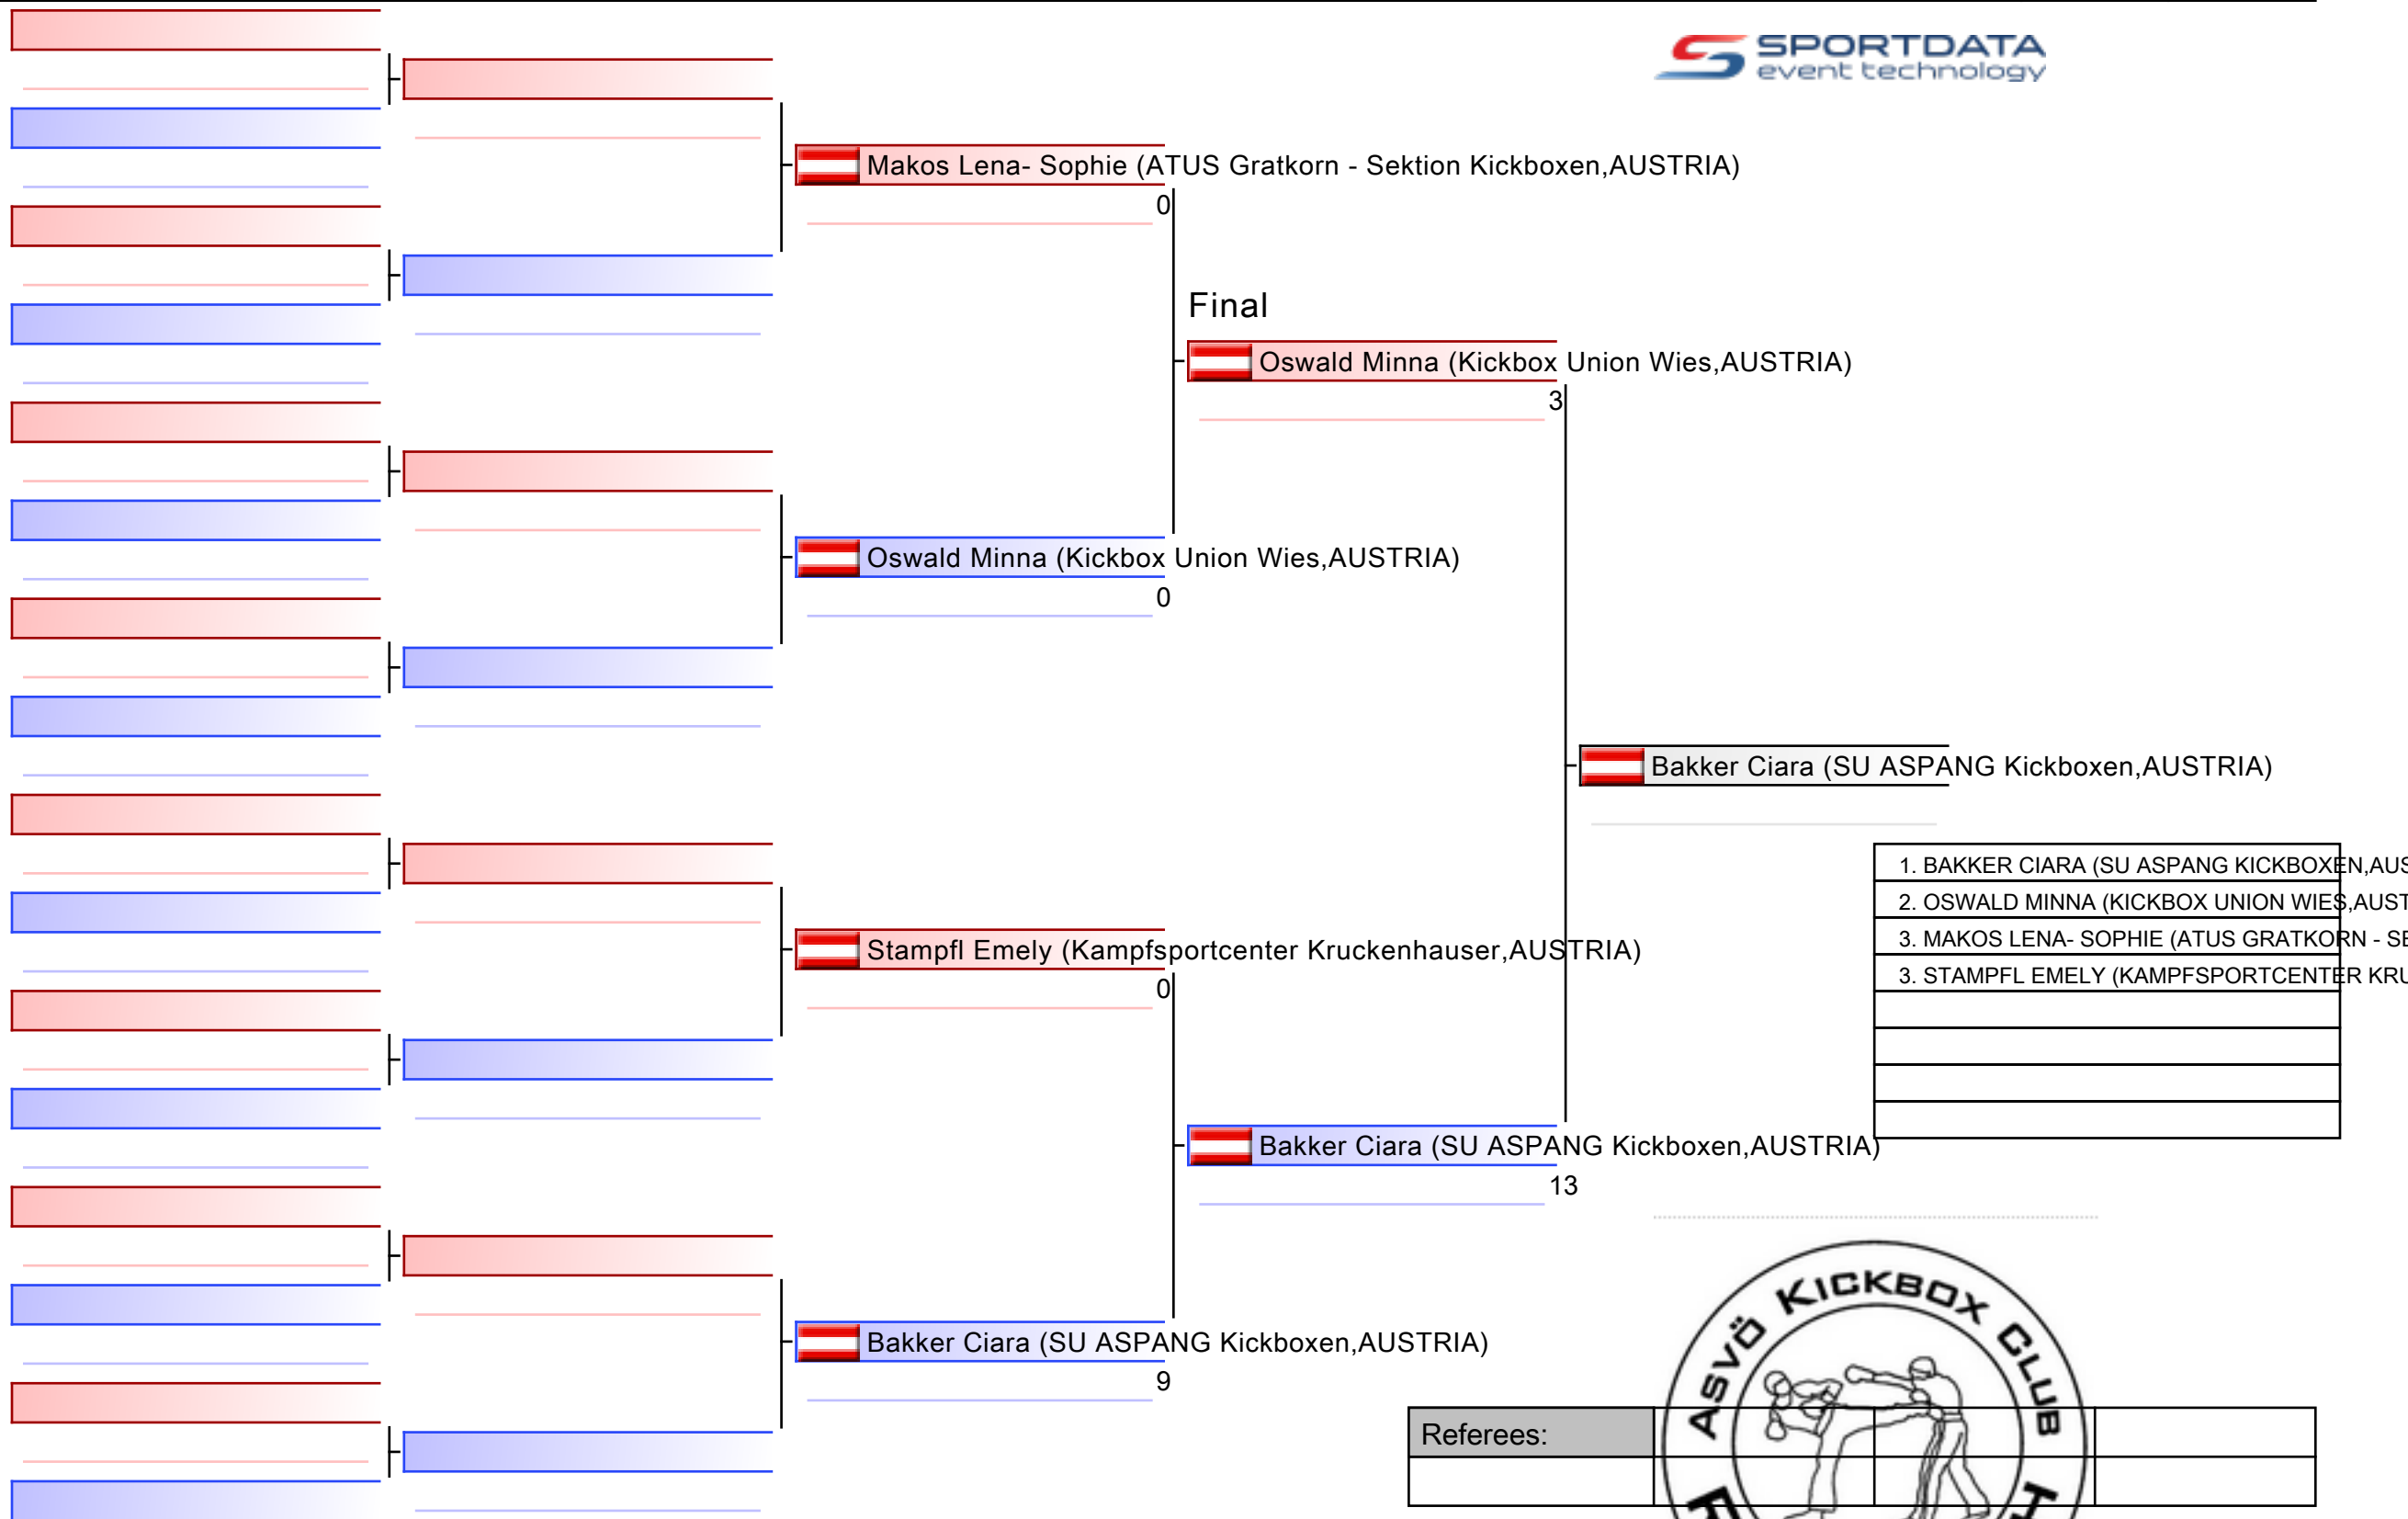 SPORTDATA
event technology
Makos Lena- Sophie (ATUS Gratkorn - Sektion Kickboxen,AUSTRIA)
0
Final
Oswald Minna (Kickbox Union Wies,AUSTRIA)
3
Oswald Minna (Kickbox Union Wies,AUSTRIA)
0
Bakker Ciara (SU ASPANG Kickboxen,AUSTRIA)
1. BAKKER CIARA (SU ASPANG KICKBOXEN,AUS
2. OSWALD MINNA (KICKBOX UNION WIES,AUST
3. MAKOS LENA- SOPHIE (ATUS GRATKORN - SE
3. STAMPFL EMELY (KAMPFSPORTCENTER KRU
Stampfl Emely (Kampfsportcenter Kruckenhauser,AUSTRIA)
0
Bakker Ciara (SU ASPANG Kickboxen,AUSTRIA)
13
Bakker Ciara (SU ASPANG Kickboxen,AUSTRIA)
9
ASVÖ KICKBOX CLUB
Referees: